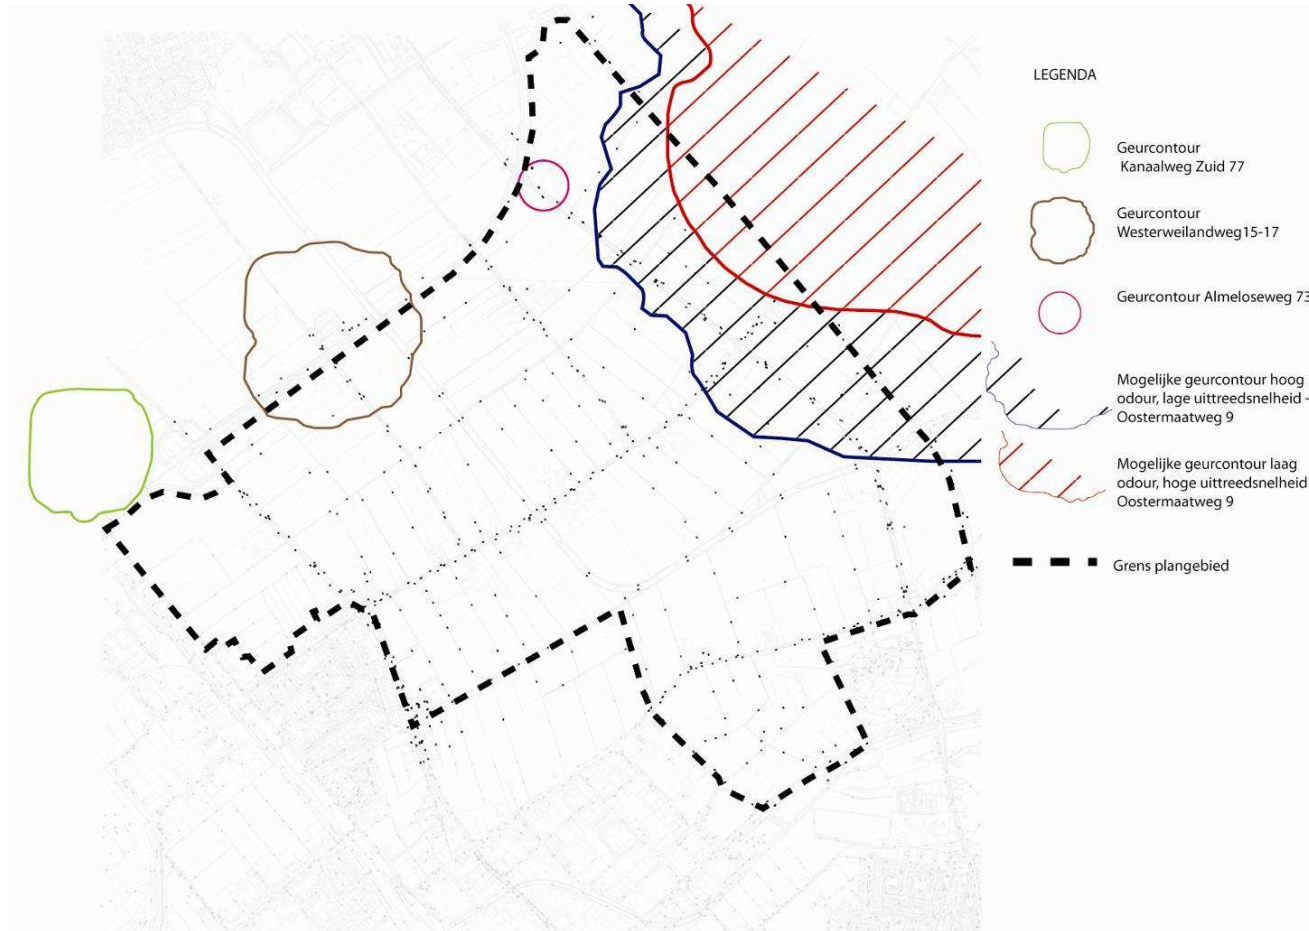 LEGENDA
Geurcontour
Kanaalweg Zuid 77
Geurcontour
Westerweilandweg15-17
Geurcontour Almeloseweg 73
Mogelijke geurcontour hoog
odour, lage uittreedsnelheid -
Oostermaatweg 9
Mogelijke geurcontour laag
odour, hoge uittreedsnelheid
Oostermaatweg 9
Grens plangebied